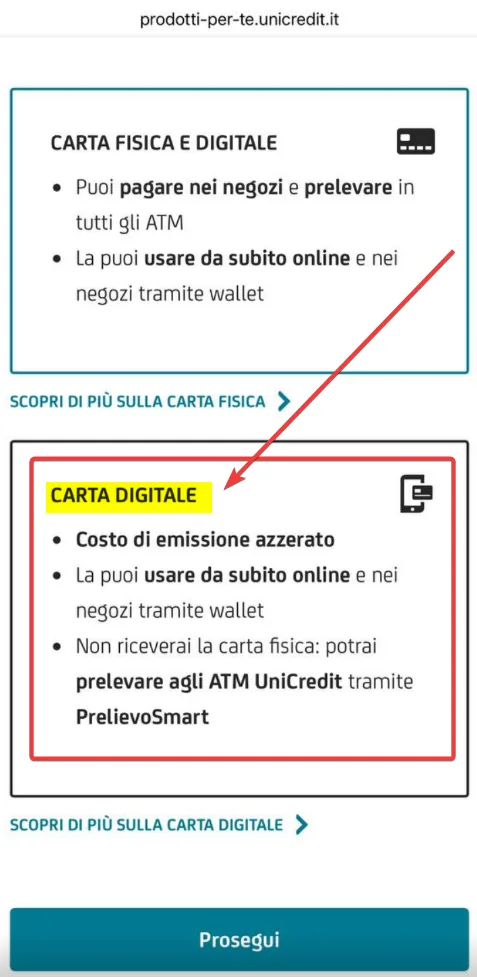 prodotti-per-te.unicredit.it
CARTA FISICA E DIGITALE
• Puoi pagare nei negozi e prelevare in
tutti gli ATM
• La puoi usare da subito online e nei
negozi tramite wallet
SCOPRI DI PIÙ SULLA CARTA FISICA
CARTA DIGITALE
• Costo di emissione azzerato
• La puoi usare da subito online e nei
negozi tramite wallet
• Non riceverai la carta fisica: potrai
prelevare agli ATM UniCredit tramite
PrelievoSmart
SCOPRI DI PIÙ SULLA CARTA DIGITALE
Prosegui